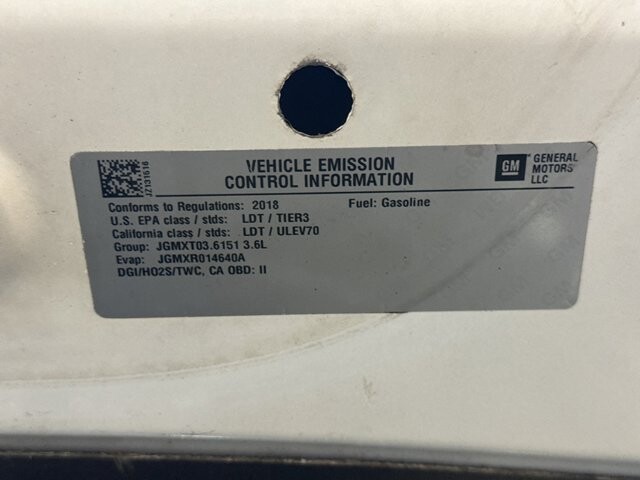 VEHICLE EMISSION
CONTROL INFORMATION
GM
GENERAL
MOTORS
LLC
Conforms to Regulations: 2018 Fuel: Gasoline
U.S. EPA class / stds: LDT / TIER3
California class / stds: LDT / ULEV70
Group: JGMXT03.6151 3.6L
Evap: JGMXR014640A
DGI/HO2S/TWC, CA OBD: II